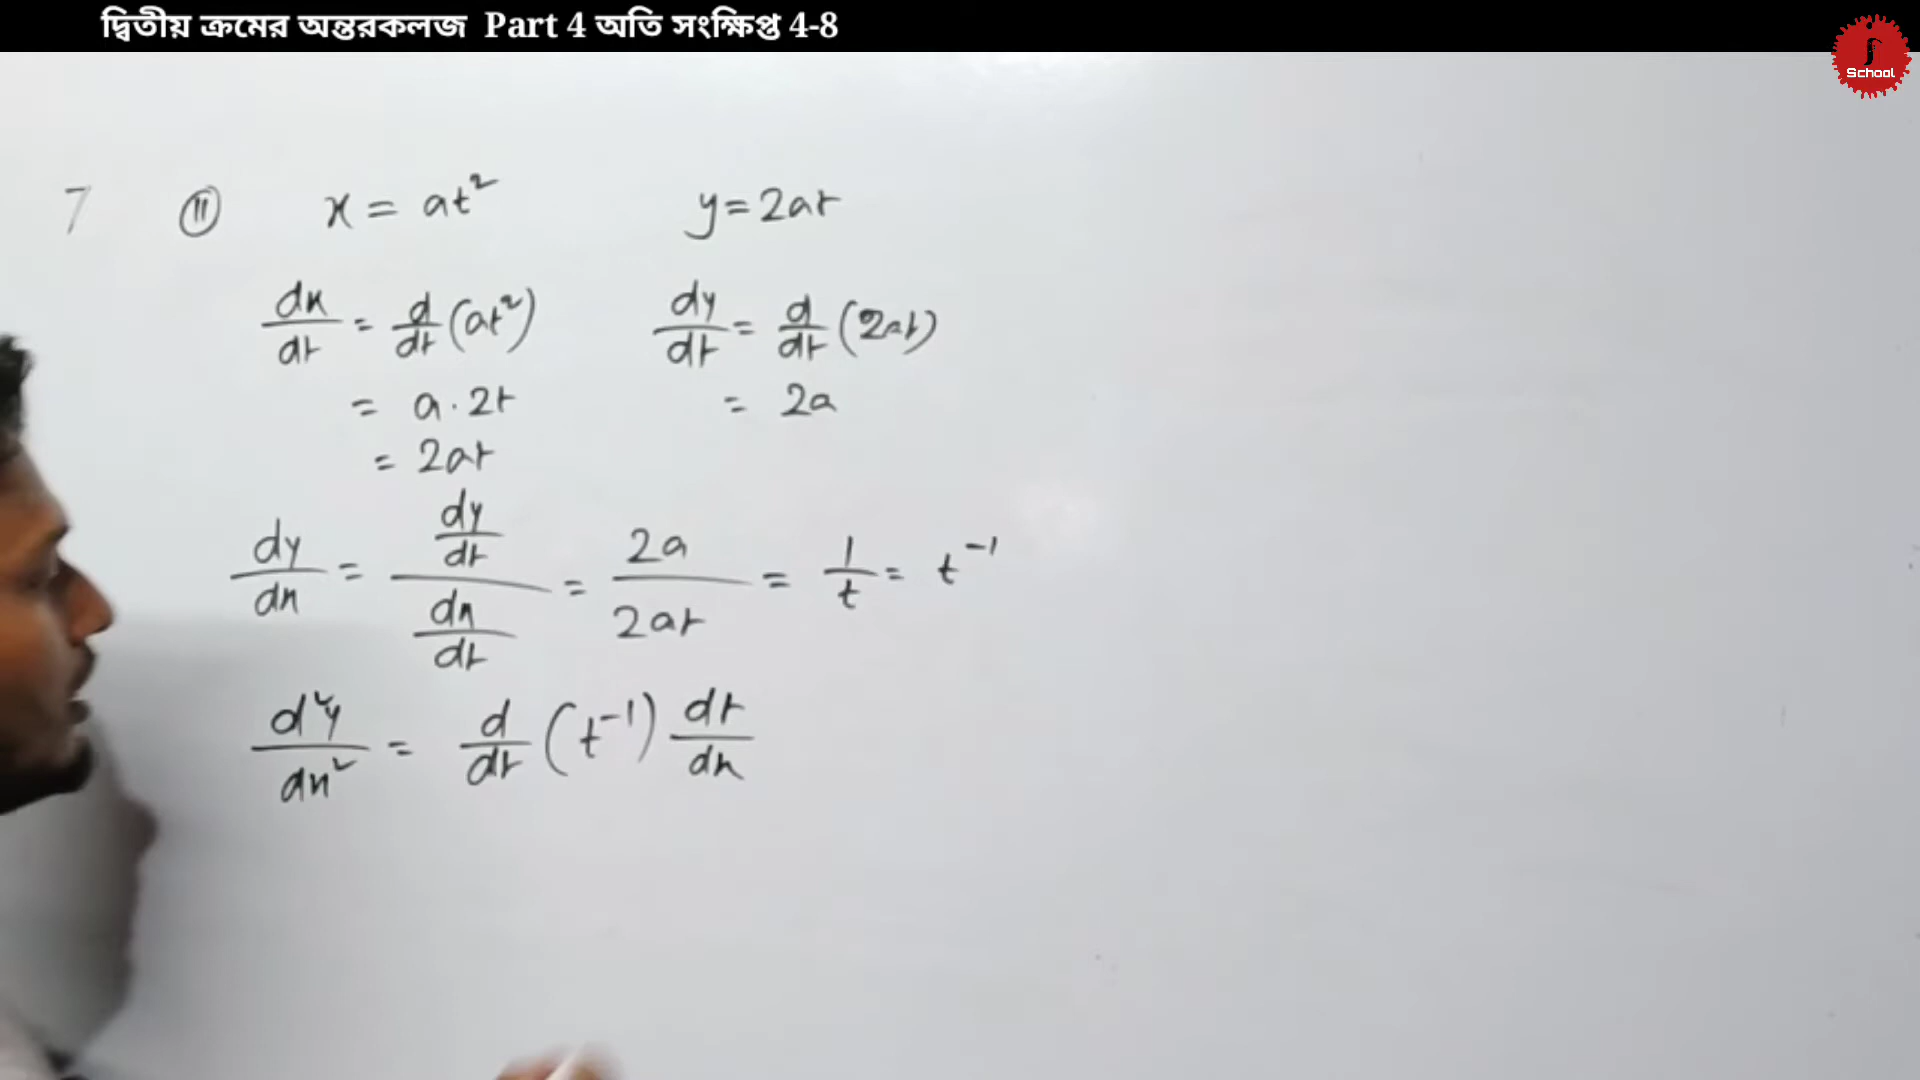 দ্বিতীয় ক্রমের অন্তরকলজ Part 4 অতি সংক্ষিপ্ত 4-8
School
7 (ii) x = at² y = 2at
dx/dt = d/dt (at²) dy/dt = d/dt (2at)
= a · 2t = 2a
= 2at
dy/dx = (dy/dt)/(dx/dt) = 2a/2at = 1/t = t⁻¹
d²y/dx² = d/dt (t⁻¹) dt/dx